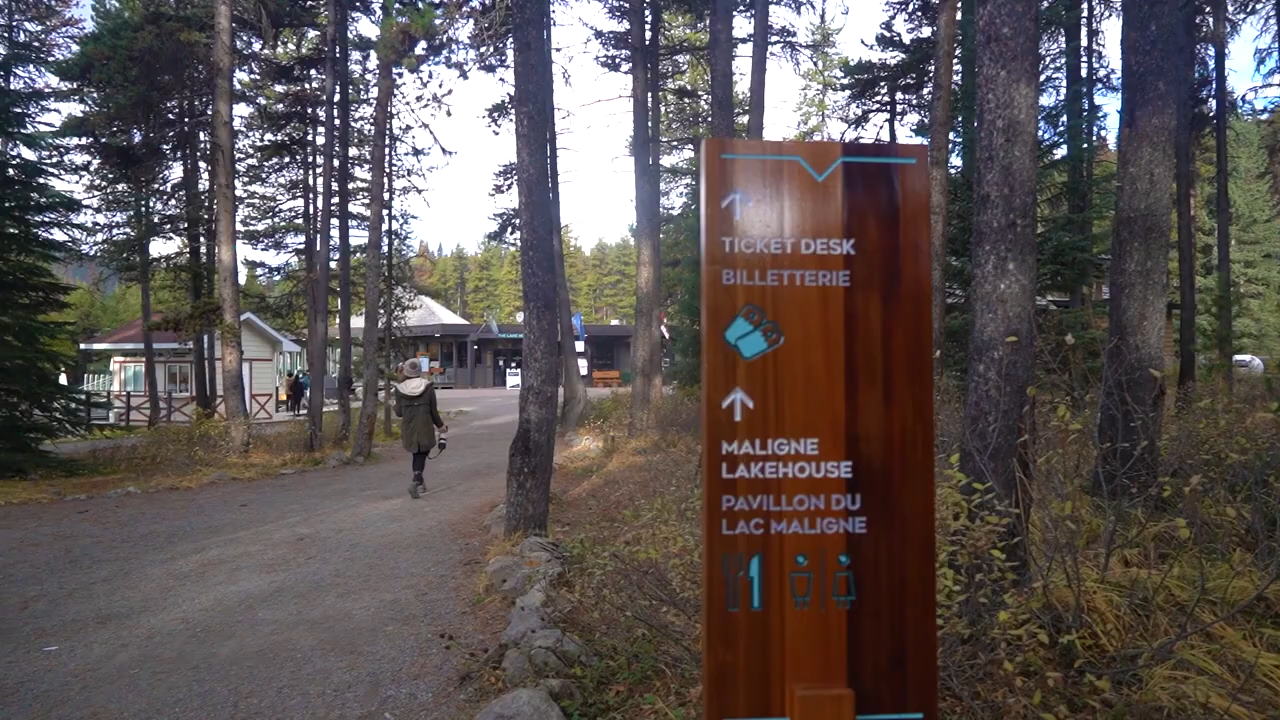 TICKET DESK
BILLETTERIE
MALIGNE
LAKEHOUSE
PAVILLON DU
LAC MALIGNE